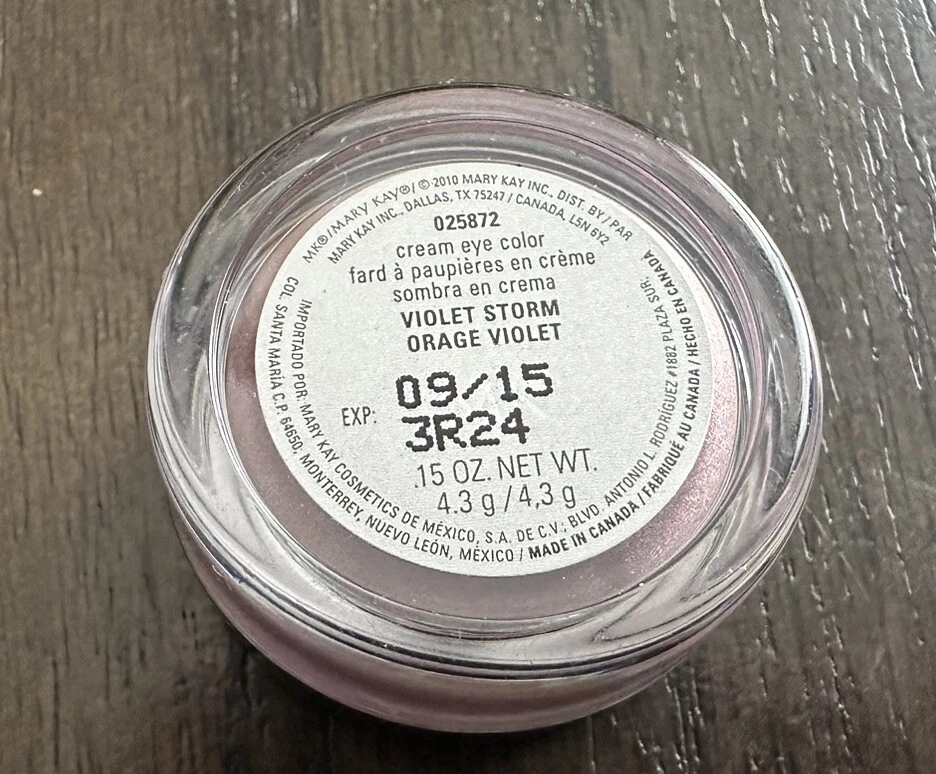 MK®/MARY KAY®/ © 2010 MARY KAY INC., DIST. BY / PAR
MARY KAY INC., DALLAS, TX 75247 / CANADA, L5N 6Y2
025872
cream eye color
fard à paupières en crème
sombra en crema
VIOLET STORM
ORAGE VIOLET
EXP: 09/15
3R24
.15 OZ. NET WT.
4.3 g / 4,3 g
IMPORTADO POR: MARY KAY COSMETICS DE MÉXICO, S.A. DE C.V.; BLVD. ANTONIO L. RODRÍGUEZ #1882 PLAZA SUR.
COL. SANTA MARÍA C.P. 64650, MONTERREY, NUEVO LEÓN, MÉXICO / MADE IN CANADA / FABRIQUÉ AU CANADA / HECHO EN CANADA